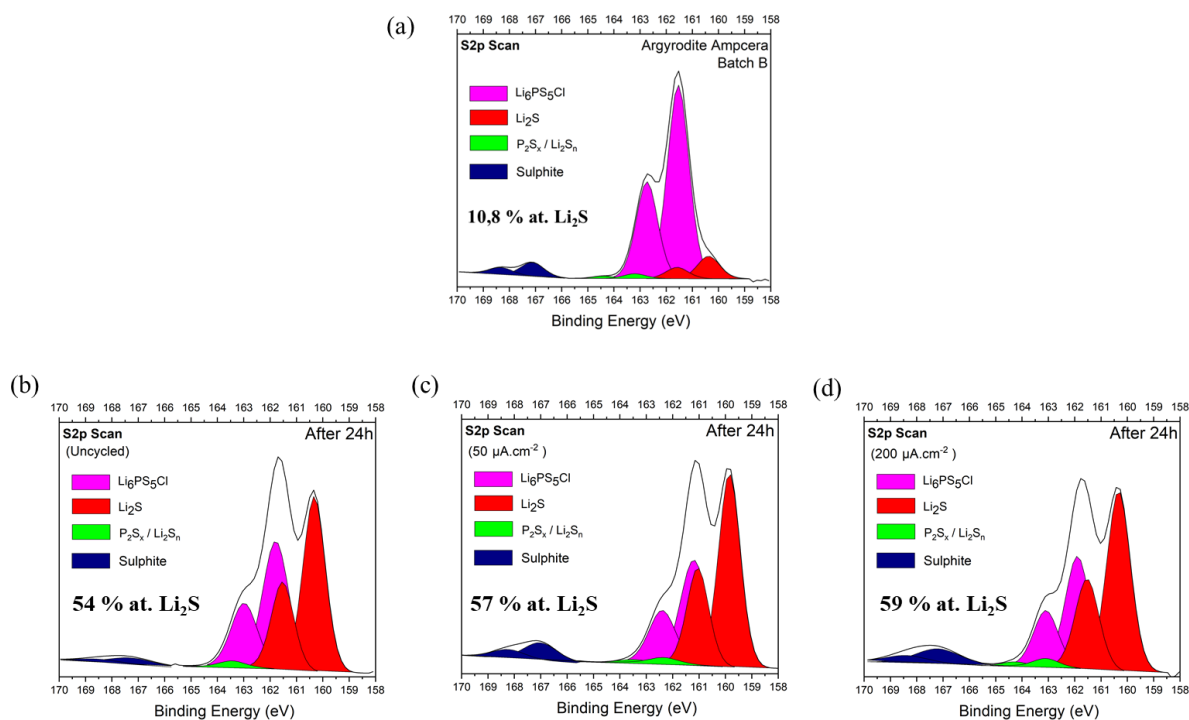 (a)
170 169 168 167 166 165 164 163 162 161 160 159 158
S2p Scan
Argyrodite Ampcera
Batch B
Li₆PS₅Cl
Li₂S
P₂Sₓ / Li₂Sₙ
Sulphite
10,8 % at. Li₂S
170 169 168 167 166 165 164 163 162 161 160 159 158
Binding Energy (eV)
(b)
170 169 168 167 166 165 164 163 162 161 160 159 158
S2p Scan
(Uncycled)
After 24h
Li₆PS₅Cl
Li₂S
P₂Sₓ / Li₂Sₙ
Sulphite
54 % at. Li₂S
170 169 168 167 166 165 164 163 162 161 160 159 158
Binding Energy (eV)
(c)
170 169 168 167 166 165 164 163 162 161 160 159 158
S2p Scan
(50 µA.cm⁻²)
After 24h
Li₆PS₅Cl
Li₂S
P₂Sₓ / Li₂Sₙ
Sulphite
57 % at. Li₂S
170 169 168 167 166 165 164 163 162 161 160 159 158
Binding Energy (eV)
(d)
170 169 168 167 166 165 164 163 162 161 160 159 158
S2p Scan
(200 µA.cm⁻²)
After 24h
Li₆PS₅Cl
Li₂S
P₂Sₓ / Li₂Sₙ
Sulphite
59 % at. Li₂S
170 169 168 167 166 165 164 163 162 161 160 159 158
Binding Energy (eV)